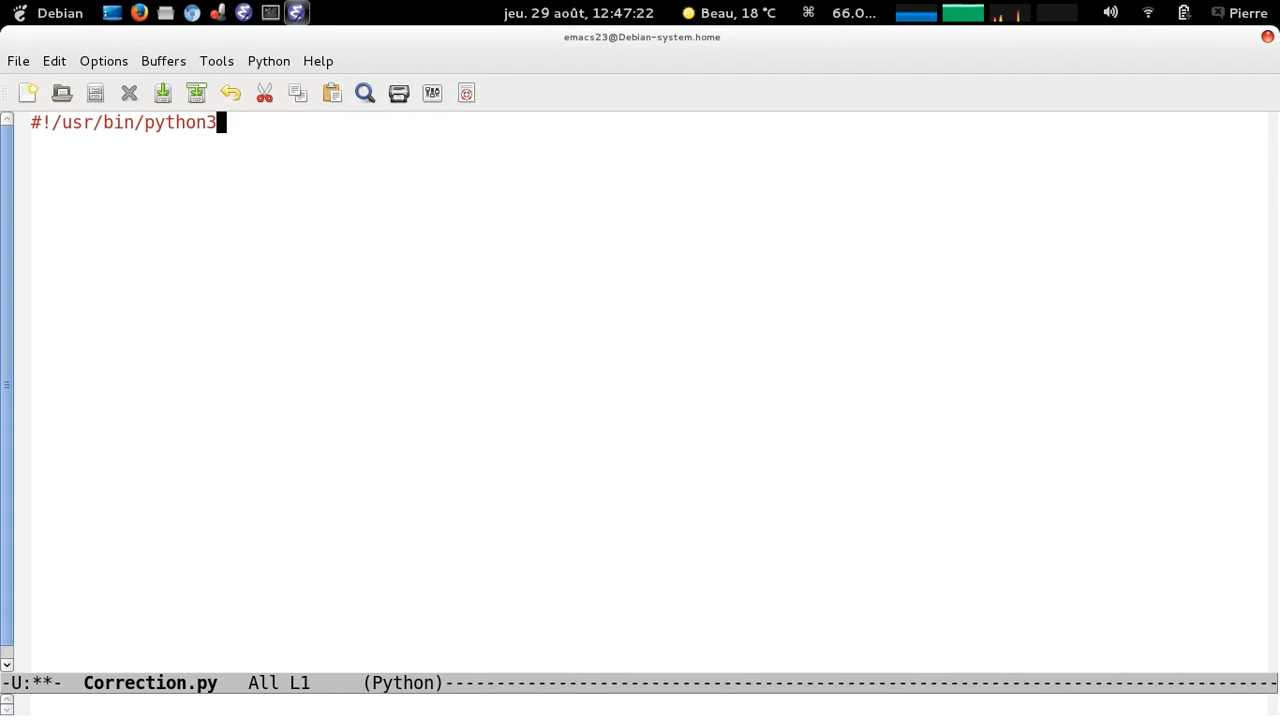 Debian jeu. 29 août, 12:47:22 Beau, 18 °C ⌘ 66.0... Pierre
emacs23@Debian-system.home
File Edit Options Buffers Tools Python Help
#!/usr/bin/python3
-U:**- Correction.py All L1 (Python)---------------------------------------------------------------------------------